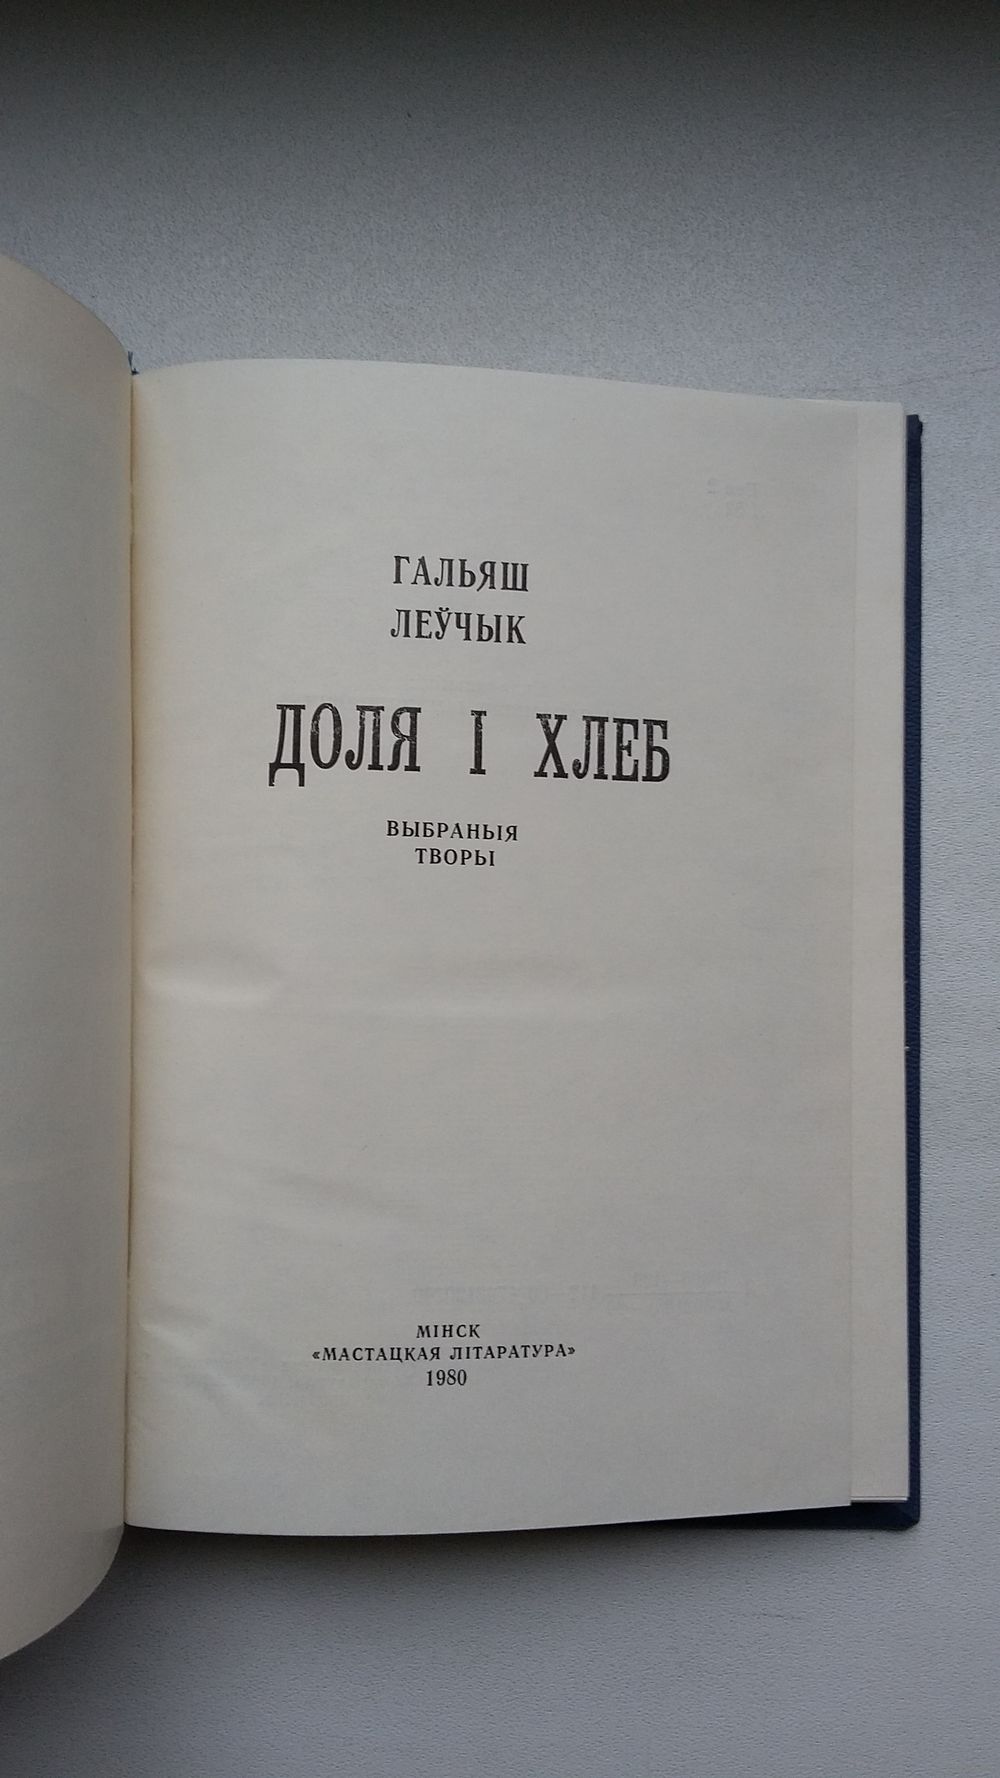 ГАЛЬЯШ
ЛЕЎЧЫК
ДОЛЯ І ХЛЕБ
ВЫБРАНЫЯ
ТВОРЫ
МІНСК
«МАСТАЦКАЯ ЛІТАРАТУРА»
1980